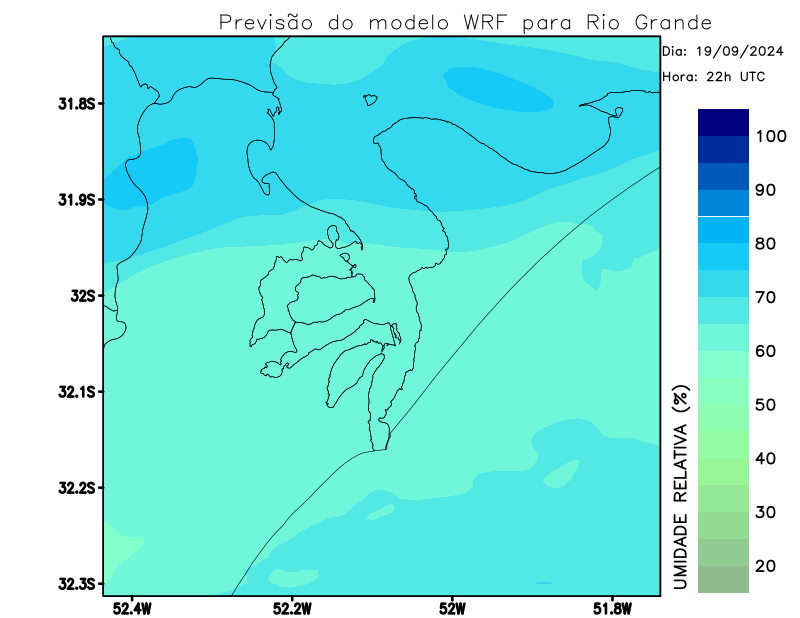 Previsão do modelo WRF para Rio Grande
Dia: 19/09/2024
Hora: 22h UTC
31.8S
31.9S
32S
32.1S
32.2S
32.3S
52.4W
52.2W
52W
51.8W
100
90
80
70
60
50
40
30
20
UMIDADE RELATIVA (%)